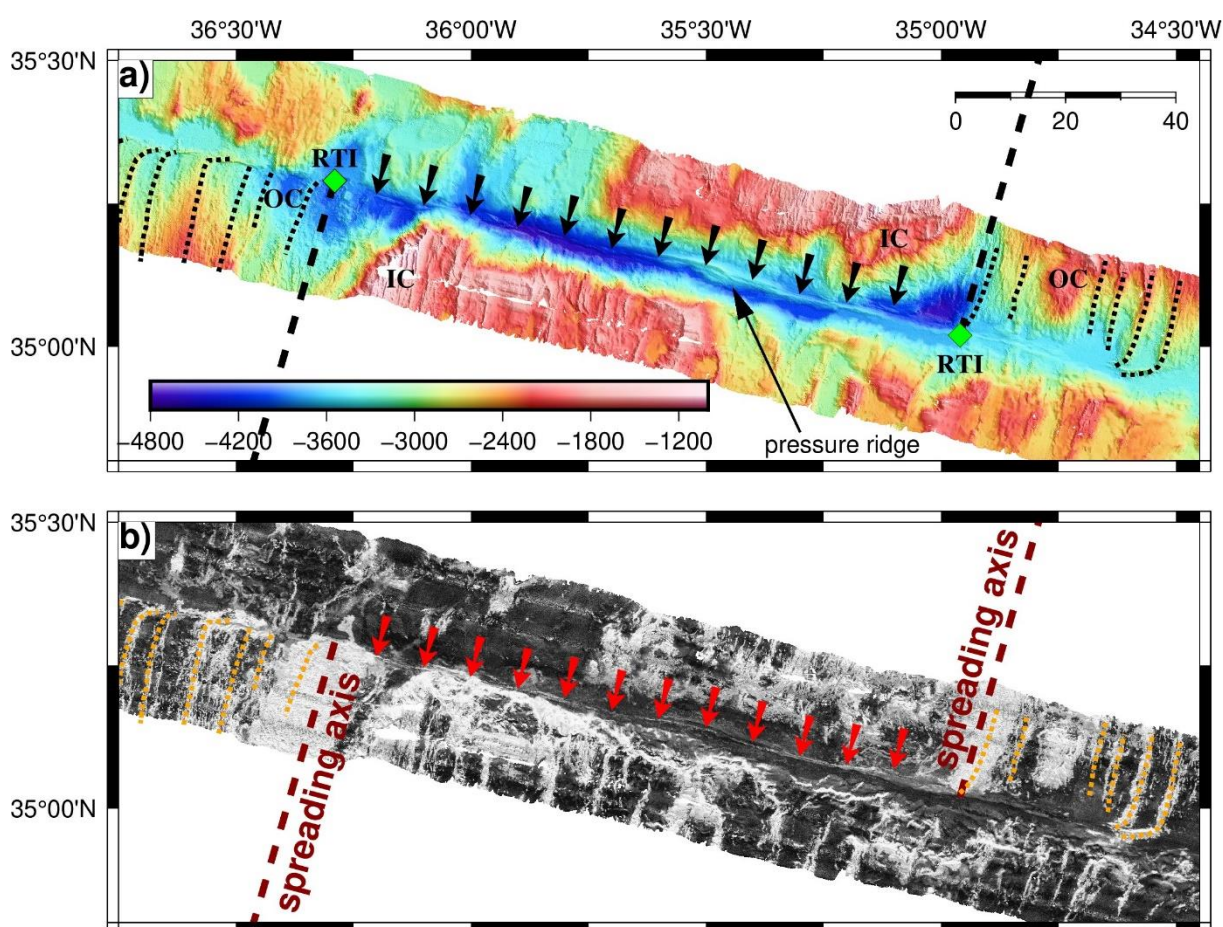 36°30'W 36°00'W 35°30'W 35°00'W 34°30'W
35°30'N
a)
0 20 40
RTI
OC
IC
OC
IC
35°00'N
RTI
−4800 −4200 −3600 −3000 −2400 −1800 −1200
pressure ridge
35°30'N
b)
spreading axis
spreading axis
35°00'N